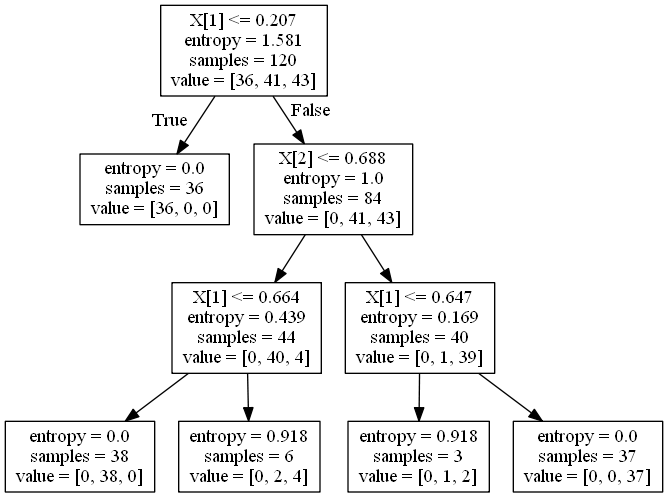 X[1] <= 0.207
entropy = 1.581
samples = 120
value = [36, 41, 43]
True
False
entropy = 0.0
samples = 36
value = [36, 0, 0]
X[2] <= 0.688
entropy = 1.0
samples = 84
value = [0, 41, 43]
X[1] <= 0.664
entropy = 0.439
samples = 44
value = [0, 40, 4]
X[1] <= 0.647
entropy = 0.169
samples = 40
value = [0, 1, 39]
entropy = 0.0
samples = 38
value = [0, 38, 0]
entropy = 0.918
samples = 6
value = [0, 2, 4]
entropy = 0.918
samples = 3
value = [0, 1, 2]
entropy = 0.0
samples = 37
value = [0, 0, 37]